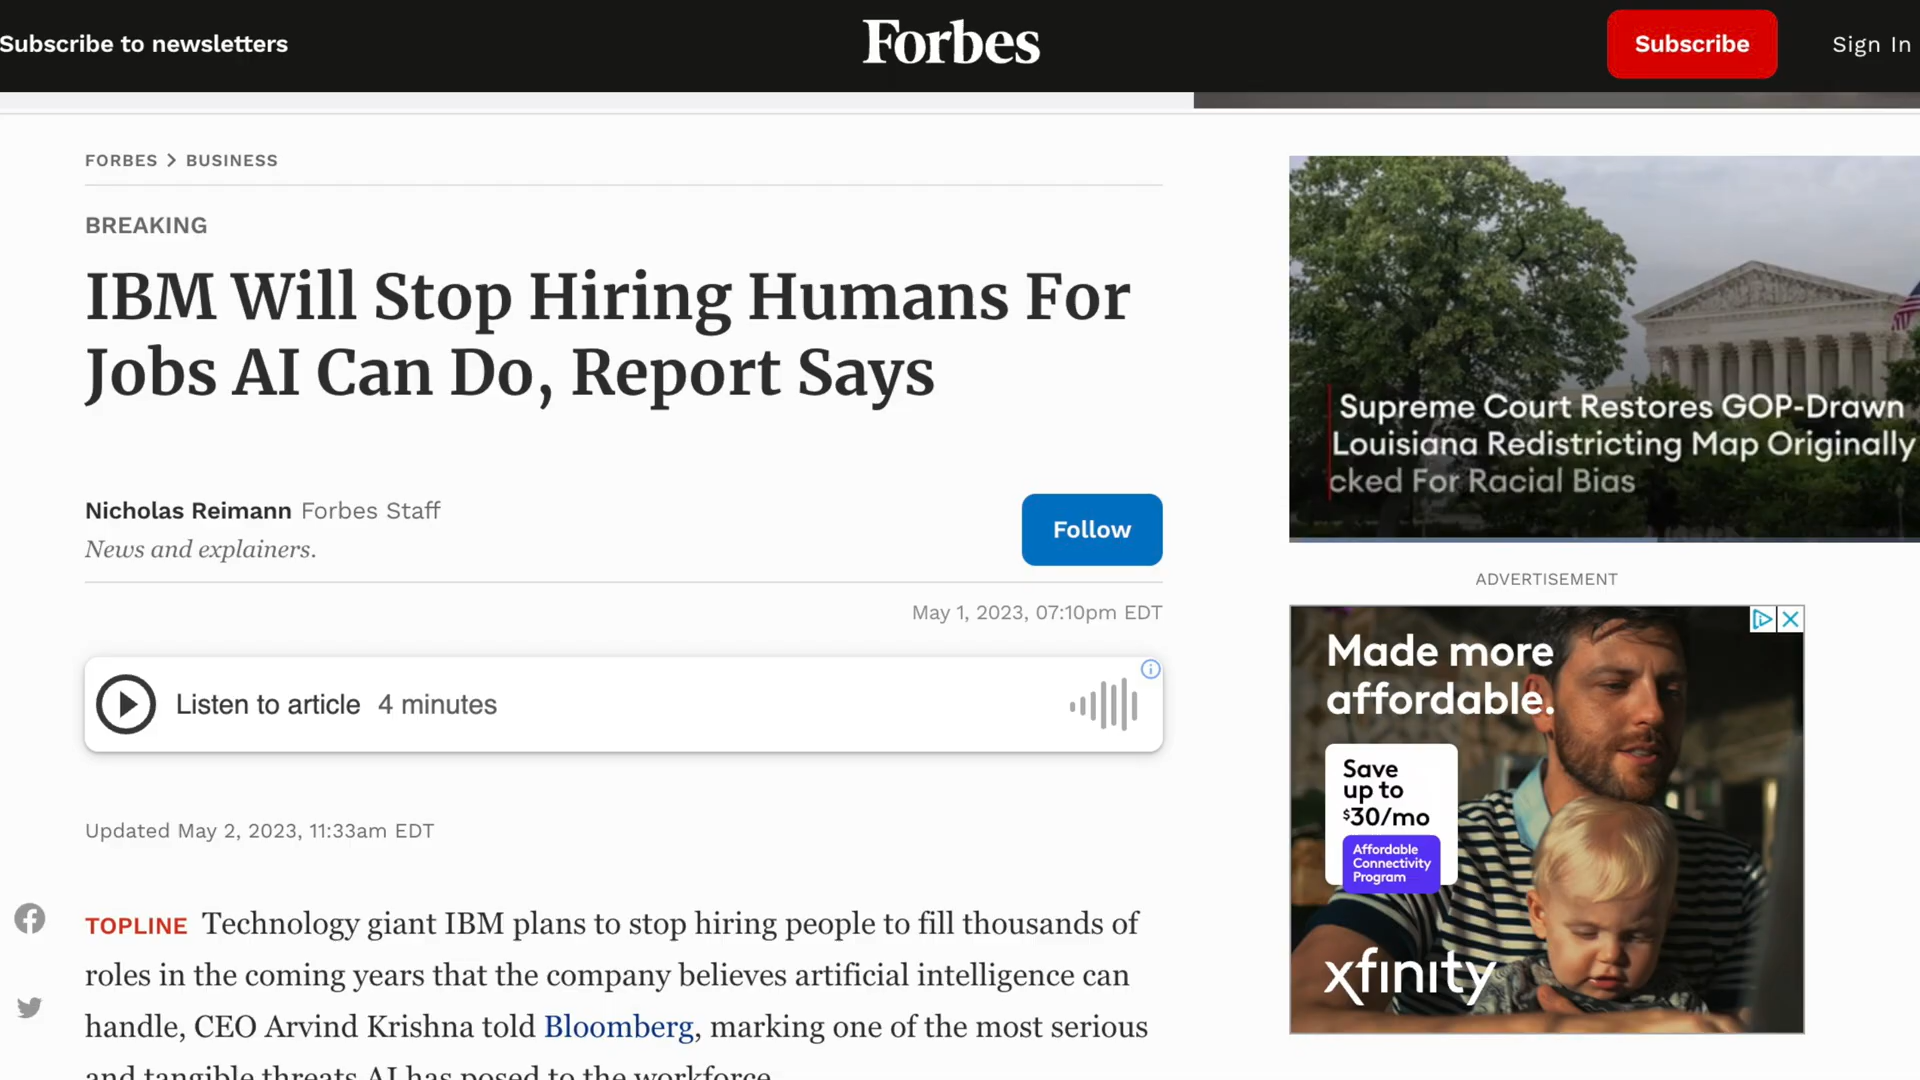 Subscribe to newsletters
Forbes
Subscribe
Sign In
FORBES > BUSINESS
BREAKING
IBM Will Stop Hiring Humans For
Jobs AI Can Do, Report Says
Nicholas Reimann Forbes Staff
News and explainers.
Follow
May 1, 2023, 07:10pm EDT
Listen to article 4 minutes
Updated May 2, 2023, 11:33am EDT
TOPLINE Technology giant IBM plans to stop hiring people to fill thousands of
roles in the coming years that the company believes artificial intelligence can
handle, CEO Arvind Krishna told Bloomberg, marking one of the most serious
and tangible threats AI has posed to the workforce.
Supreme Court Restores GOP-Drawn
Louisiana Redistricting Map Originally
cked For Racial Bias
ADVERTISEMENT
Made more
affordable.
Save
up to
$30/mo
Affordable
Connectivity
Program
xfinity